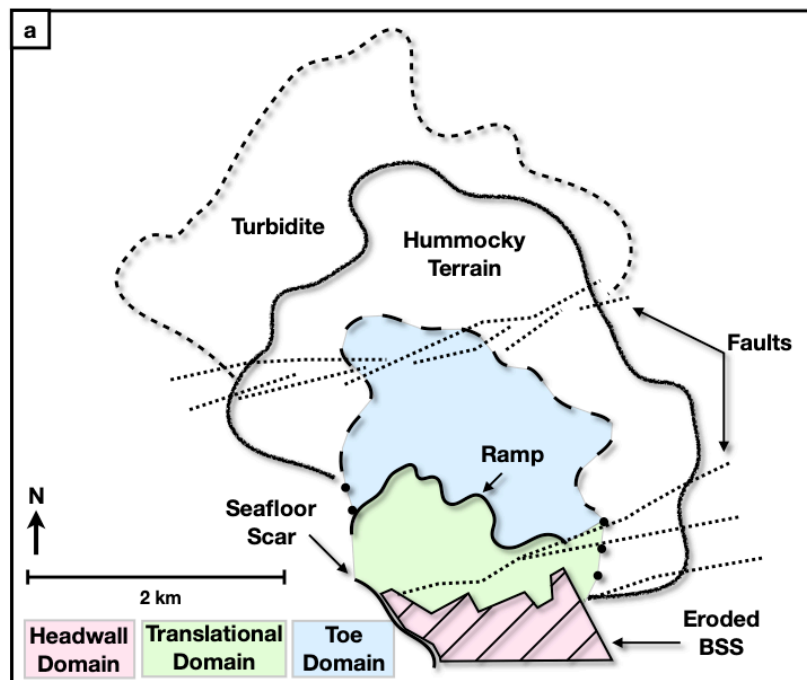 a
Turbidite
Hummocky
Terrain
Faults
Ramp
N
Seafloor
Scar
2 km
Headwall
Domain
Translational
Domain
Toe
Domain
Eroded
BSS